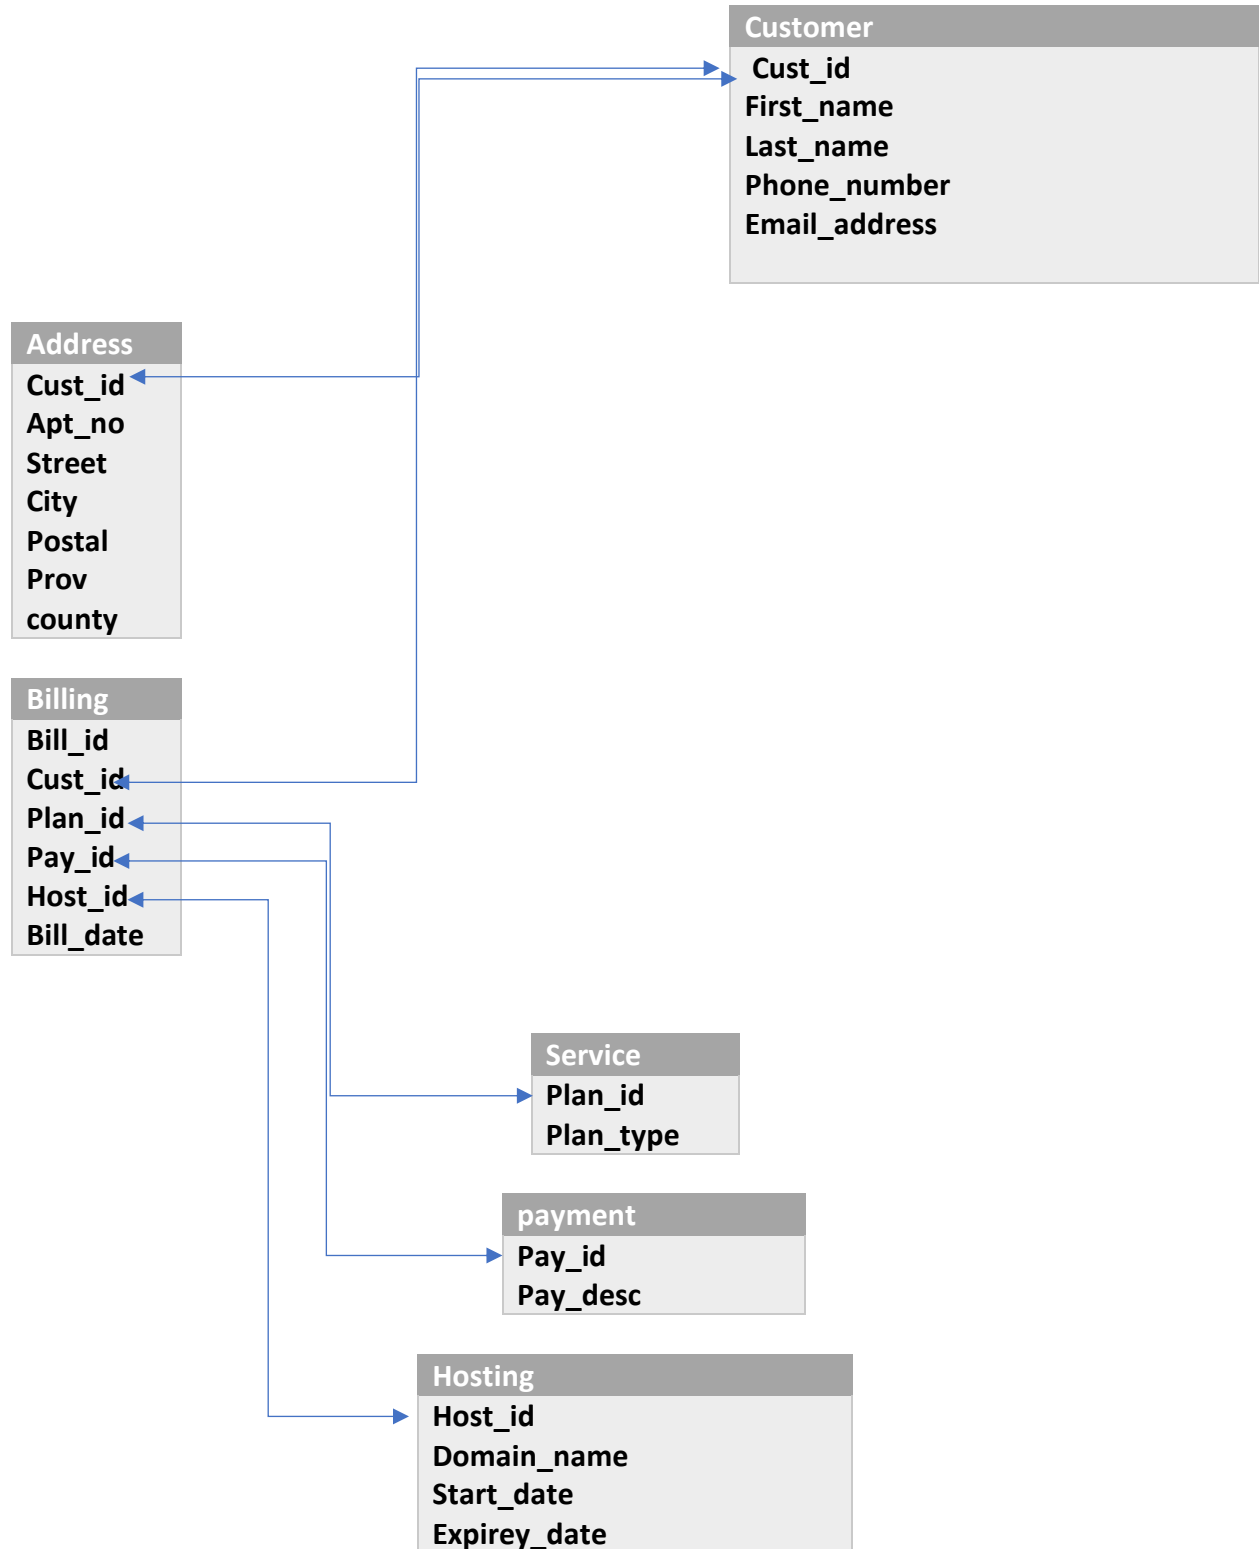 Customer
Cust_id
First_name
Last_name
Phone_number
Email_address
Address
Cust_id
Apt_no
Street
City
Postal
Prov
county
Billing
Bill_id
Cust_id
Plan_id
Pay_id
Host_id
Bill_date
Service
Plan_id
Plan_type
payment
Pay_id
Pay_desc
Hosting
Host_id
Domain_name
Start_date
Expirey_date